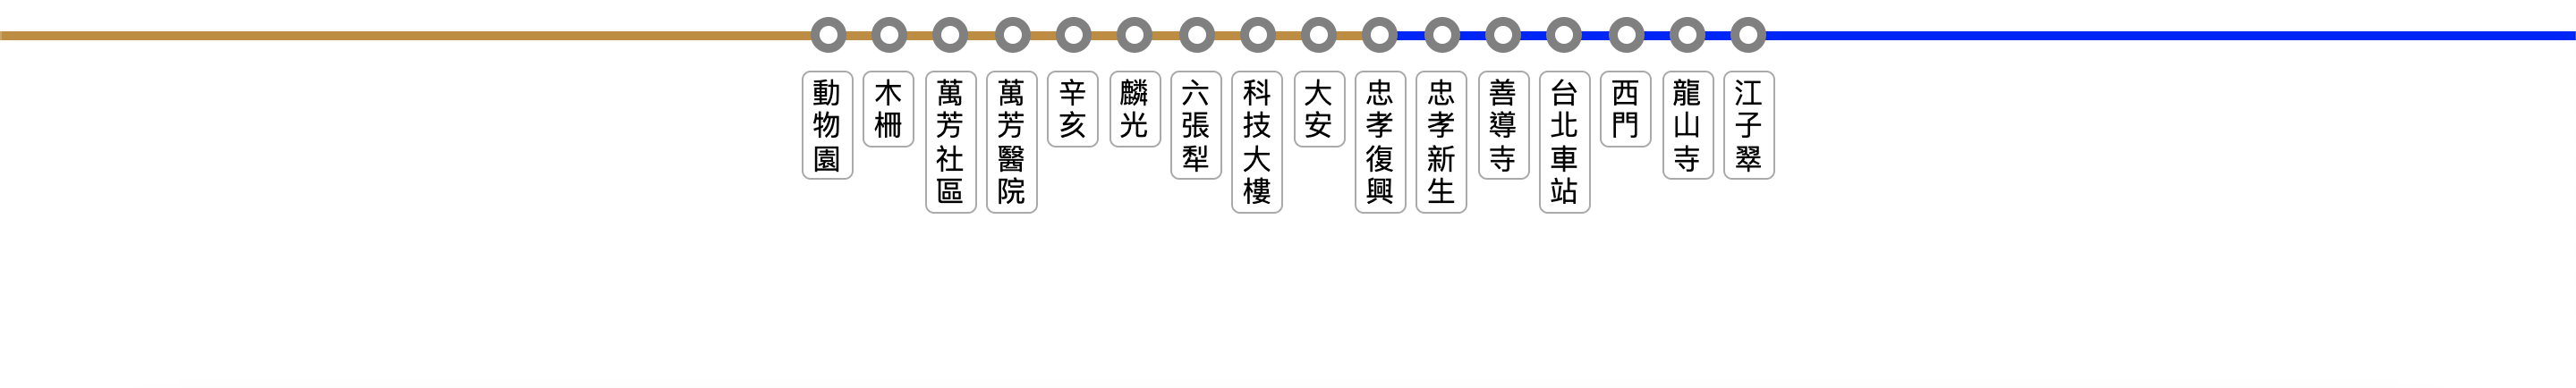 動物園
木柵
萬芳社區
萬芳醫院
辛亥
麟光
六張犁
科技大樓
大安
忠孝復興
忠孝新生
善導寺
台北車站
西門
龍山寺
江子翠